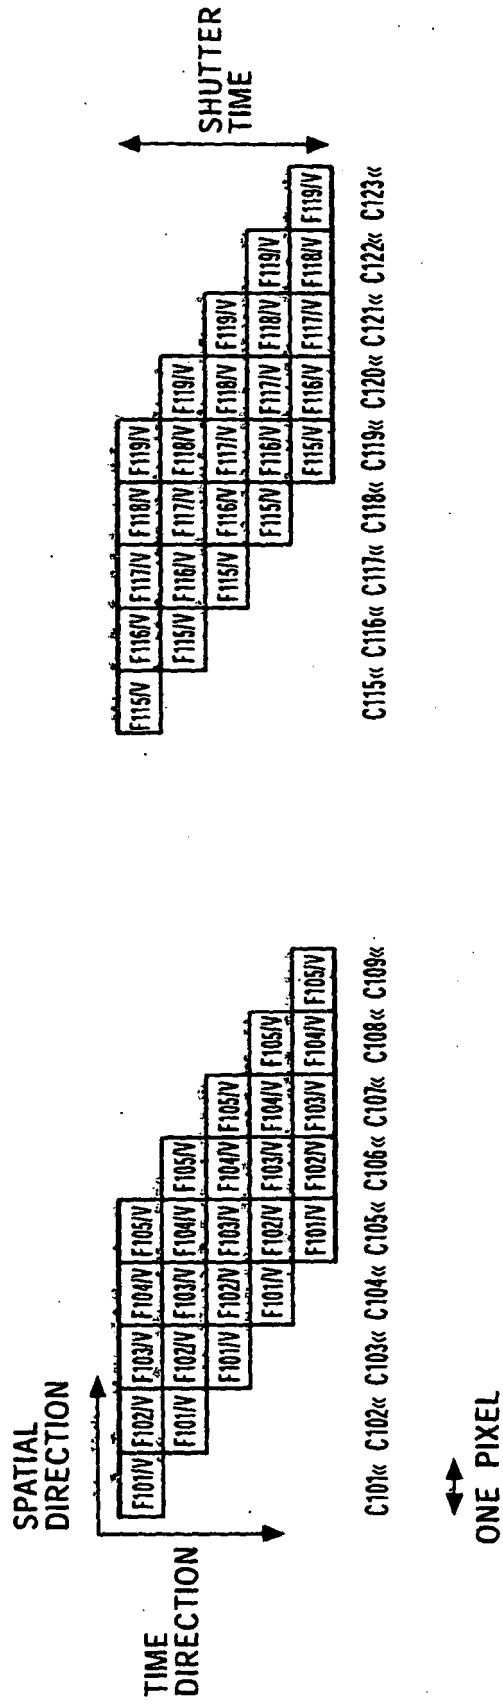 SPATIAL
DIRECTION
TIME
DIRECTION
SHUTTER
TIME
F101/V F102/V F103/V F104/V F105/V F115/V F116/V F117/V F118/V F119/V
F101/V F102/V F103/V F104/V F105/V F115/V F116/V F117/V F118/V F119/V
F101/V F102/V F103/V F104/V F105/V F115/V F116/V F117/V F118/V F119/V
F101/V F102/V F103/V F104/V F105/V F115/V F116/V F117/V F118/V F119/V
F101/V F102/V F103/V F104/V F105/V F115/V F116/V F117/V F118/V F119/V
C101« C102« C103« C104« C105« C106« C107« C108« C109« C115« C116« C117« C118« C119« C120« C121« C122« C123«
ONE PIXEL